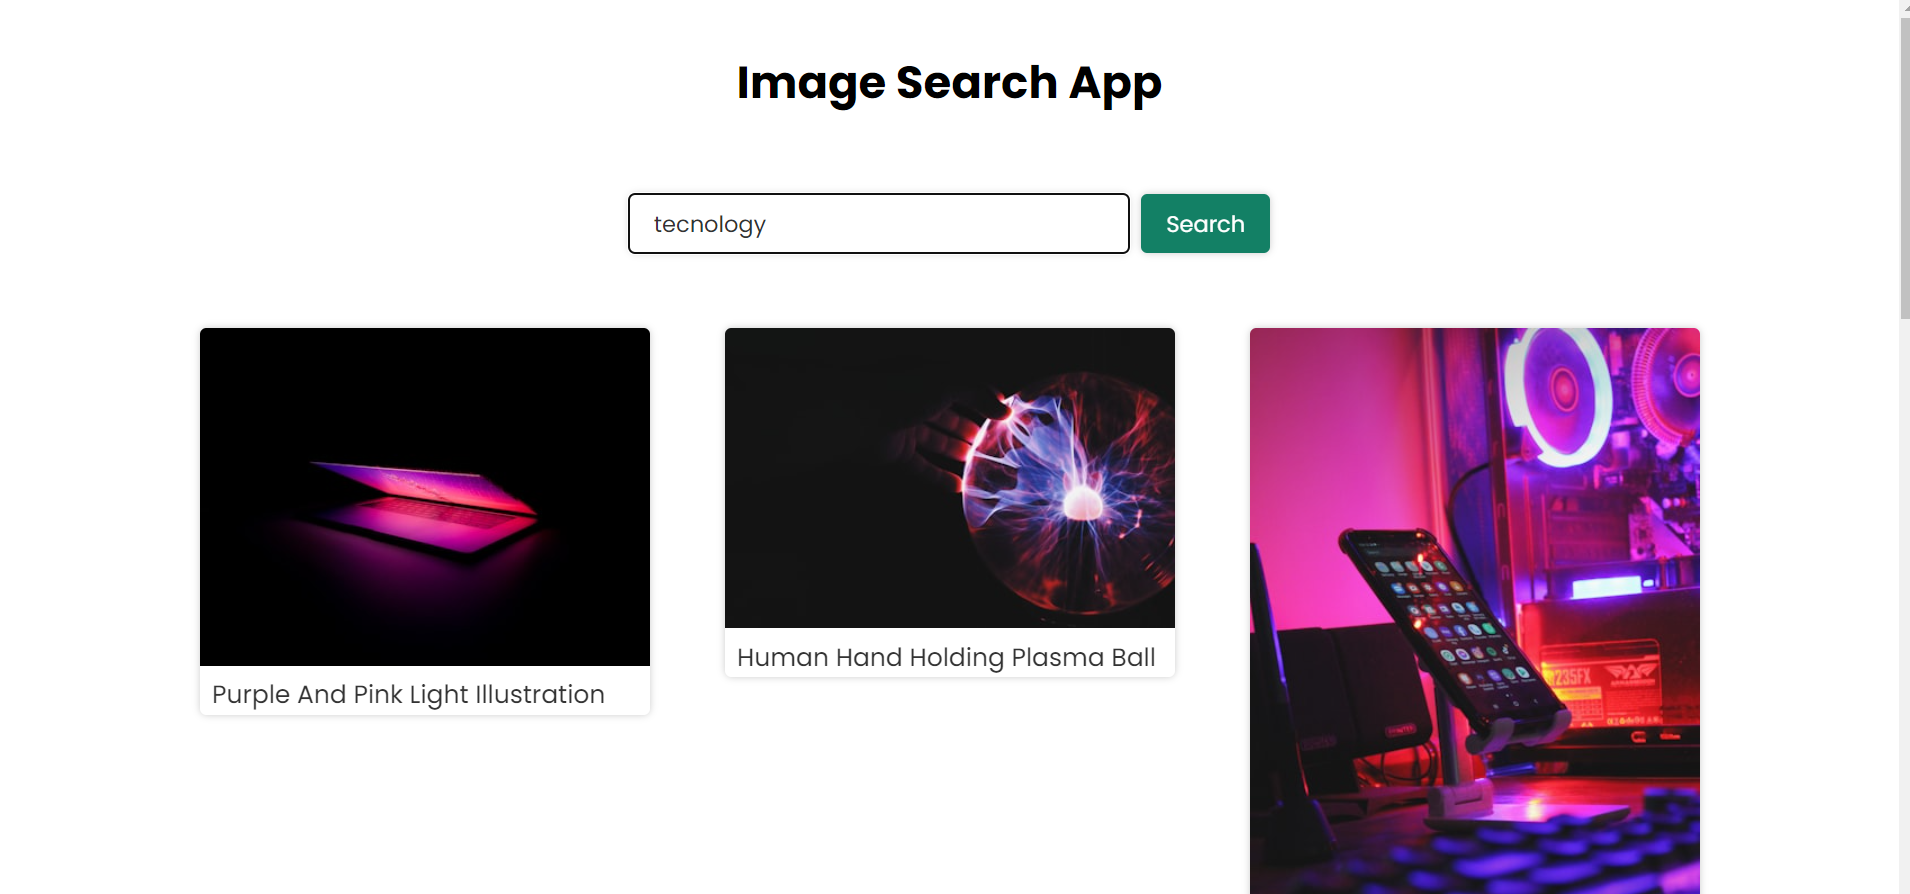 Image Search App
tecnology
Search
Purple And Pink Light Illustration
Human Hand Holding Plasma Ball